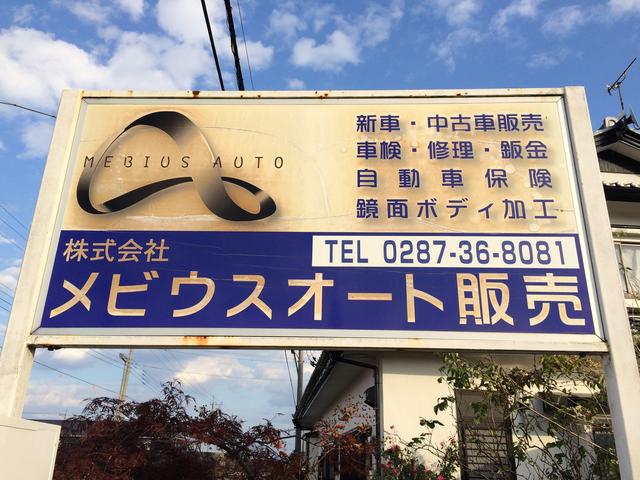 MEBIUS AUTO
新車・中古車販売
車検・修理・鈑金
自動車保険
鏡面ボディ加工
株式会社
TEL 0287-36-8081
メビウスオート販売